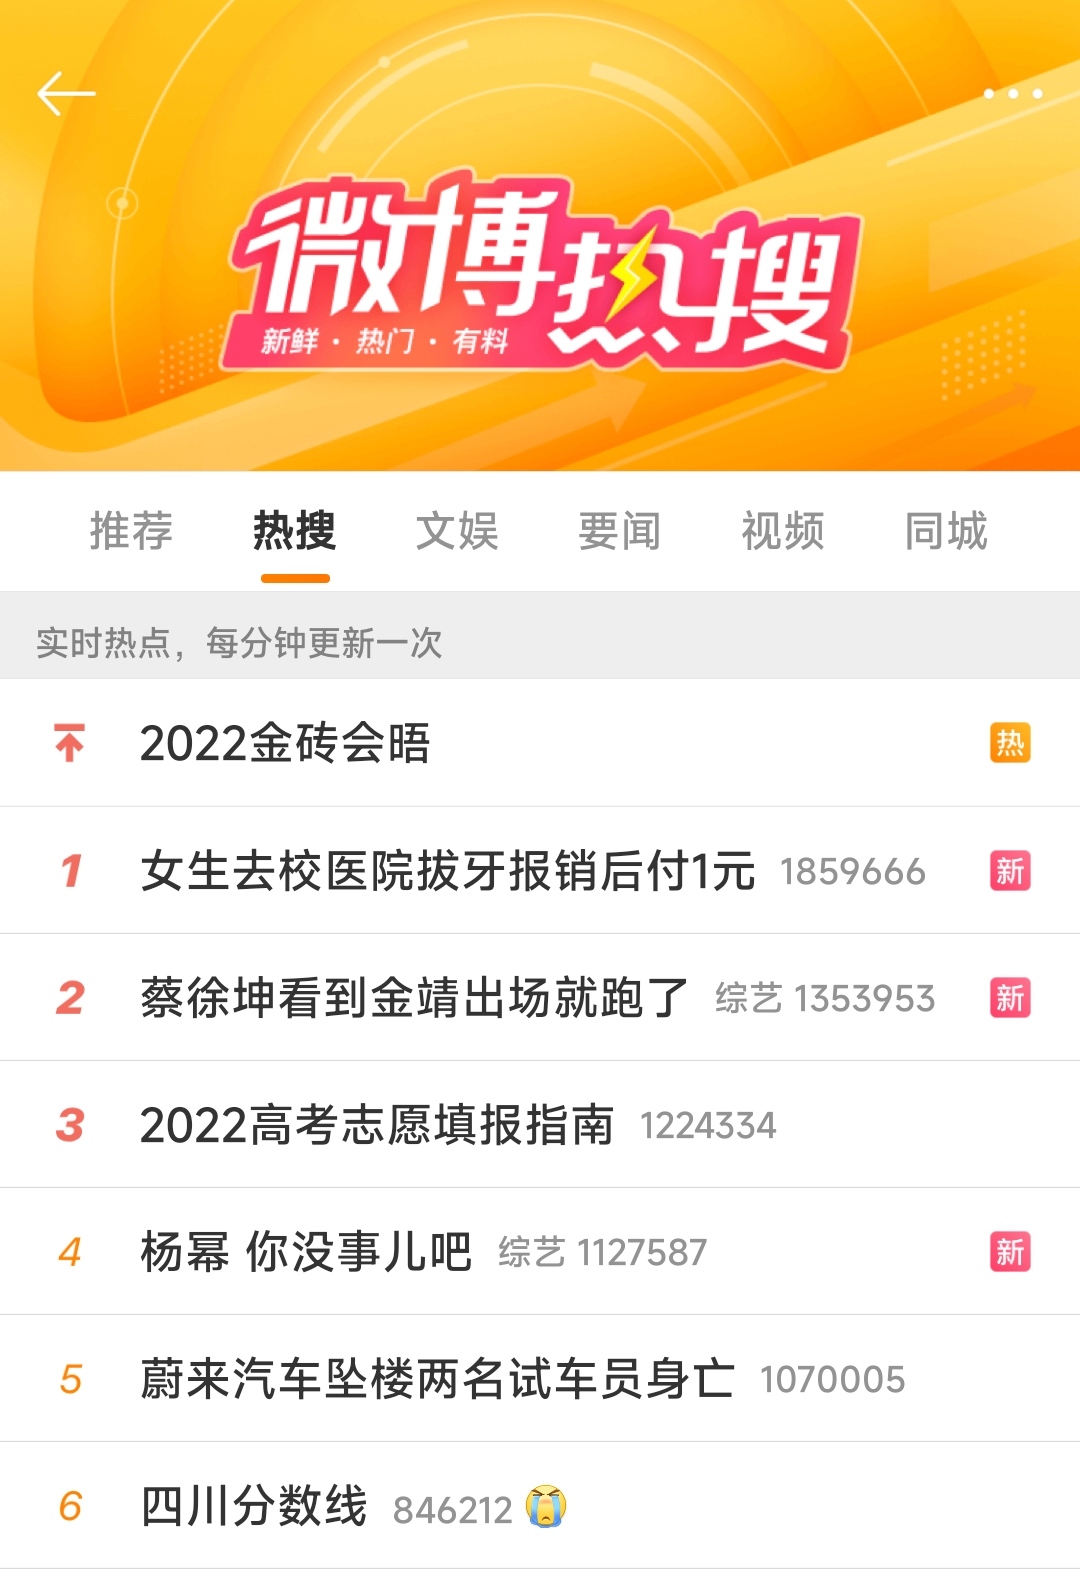 微博热搜
新鲜 · 热门 · 有料
推荐 热搜 文娱 要闻 视频 同城
实时热点，每分钟更新一次
2022金砖会晤 热
1 女生去校医院拔牙报销后付1元 1859666 新
2 蔡徐坤看到金靖出场就跑了 综艺 1353953 新
3 2022高考志愿填报指南 1224334
4 杨幂 你没事儿吧 综艺 1127587 新
5 蔚来汽车坠楼两名试车员身亡 1070005
6 四川分数线 846212